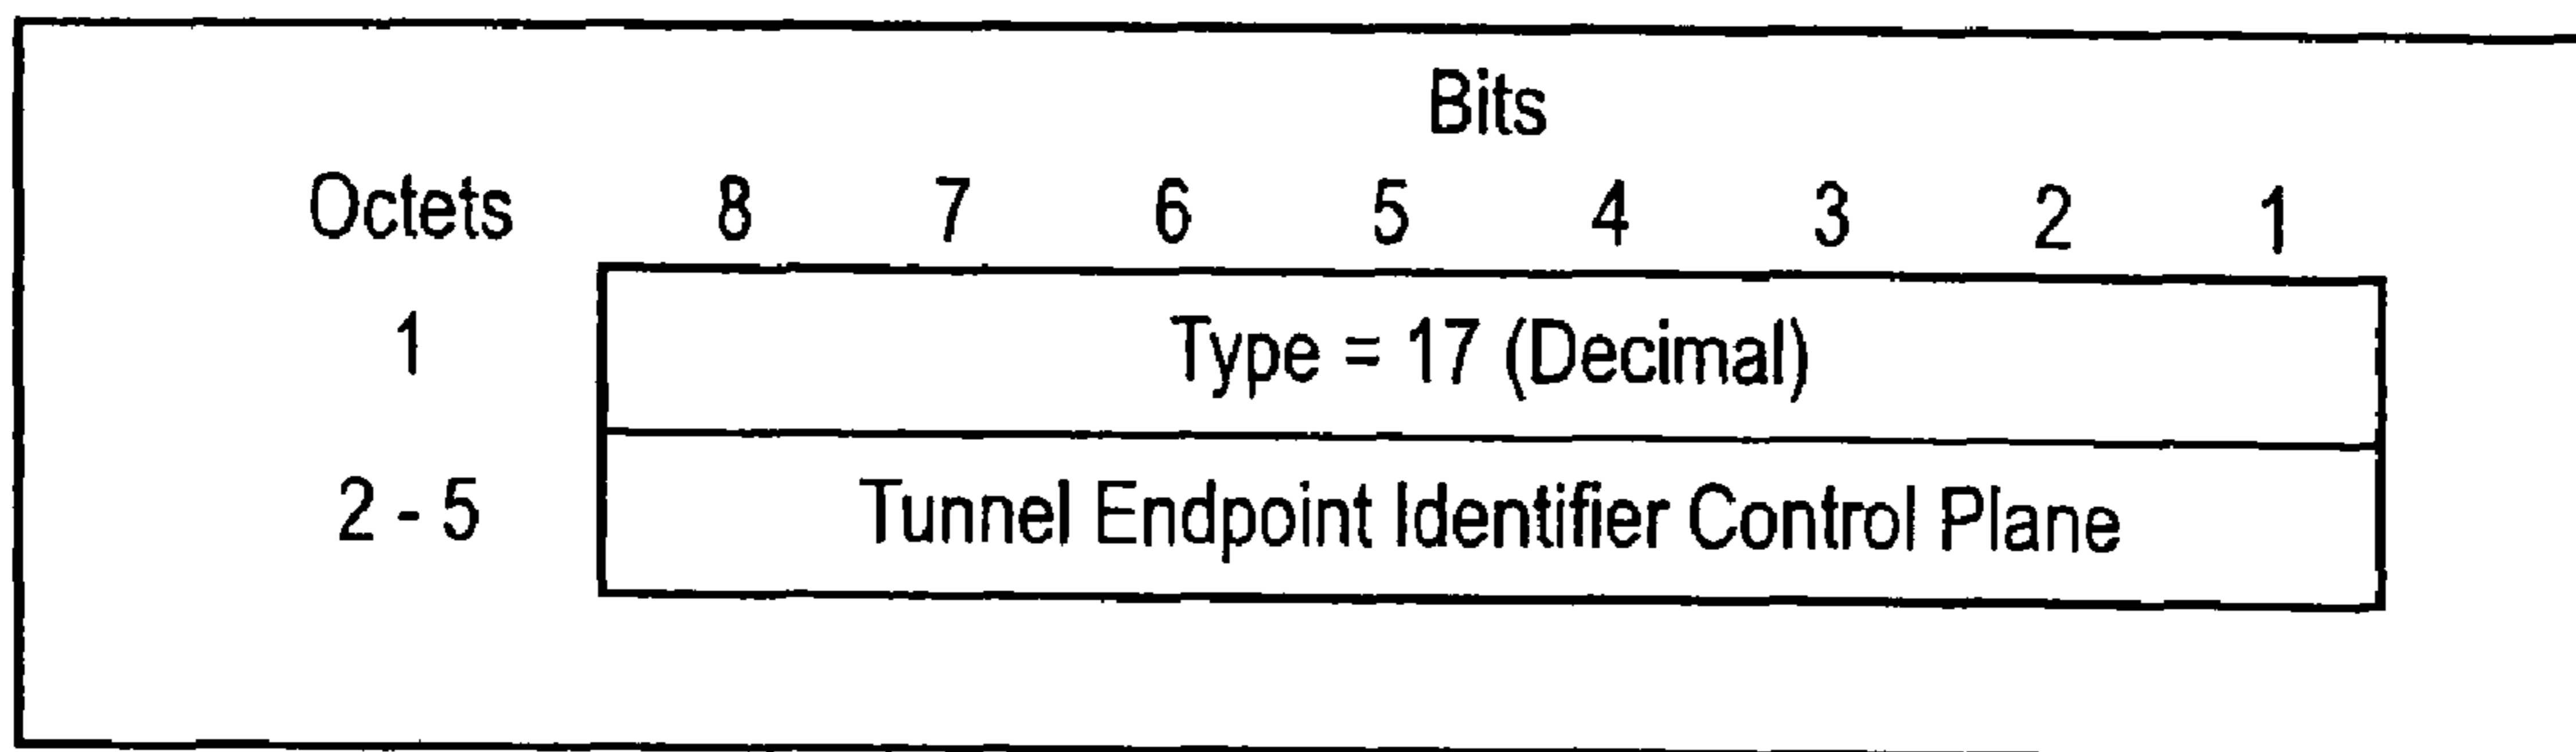 Bits
Octets 8 7 6 5 4 3 2 1
1 Type = 17 (Decimal)
2 - 5 Tunnel Endpoint Identifier Control Plane